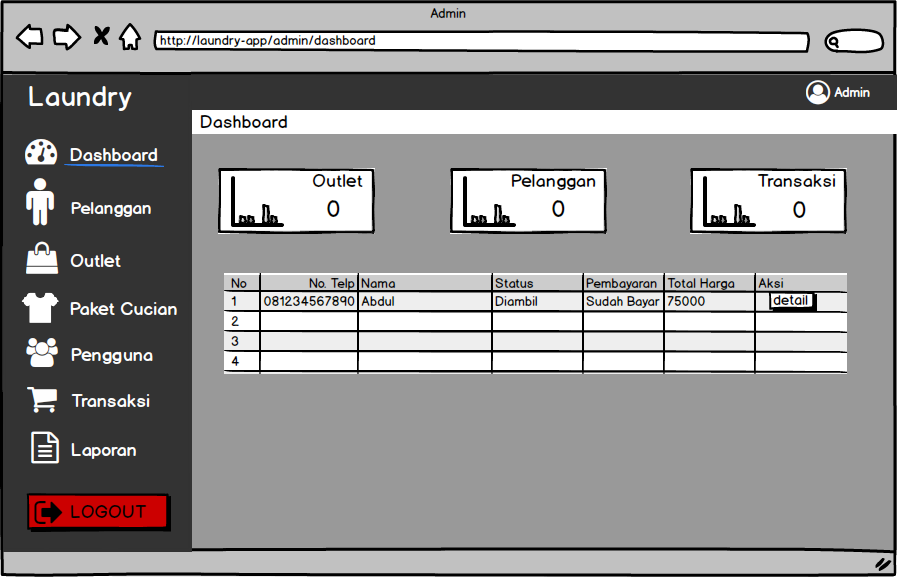 Admin
http://laundry-app/admin/dashboard
Laundry
Admin
Dashboard
Dashboard
Pelanggan
Outlet
Paket Cucian
Pengguna
Transaksi
Laporan
LOGOUT
Outlet
0
Pelanggan
0
Transaksi
0
No No. Telp Nama Status Pembayaran Total Harga Aksi
1 081234567890 Abdul Diambil Sudah Bayar 75000 detail
2
3
4